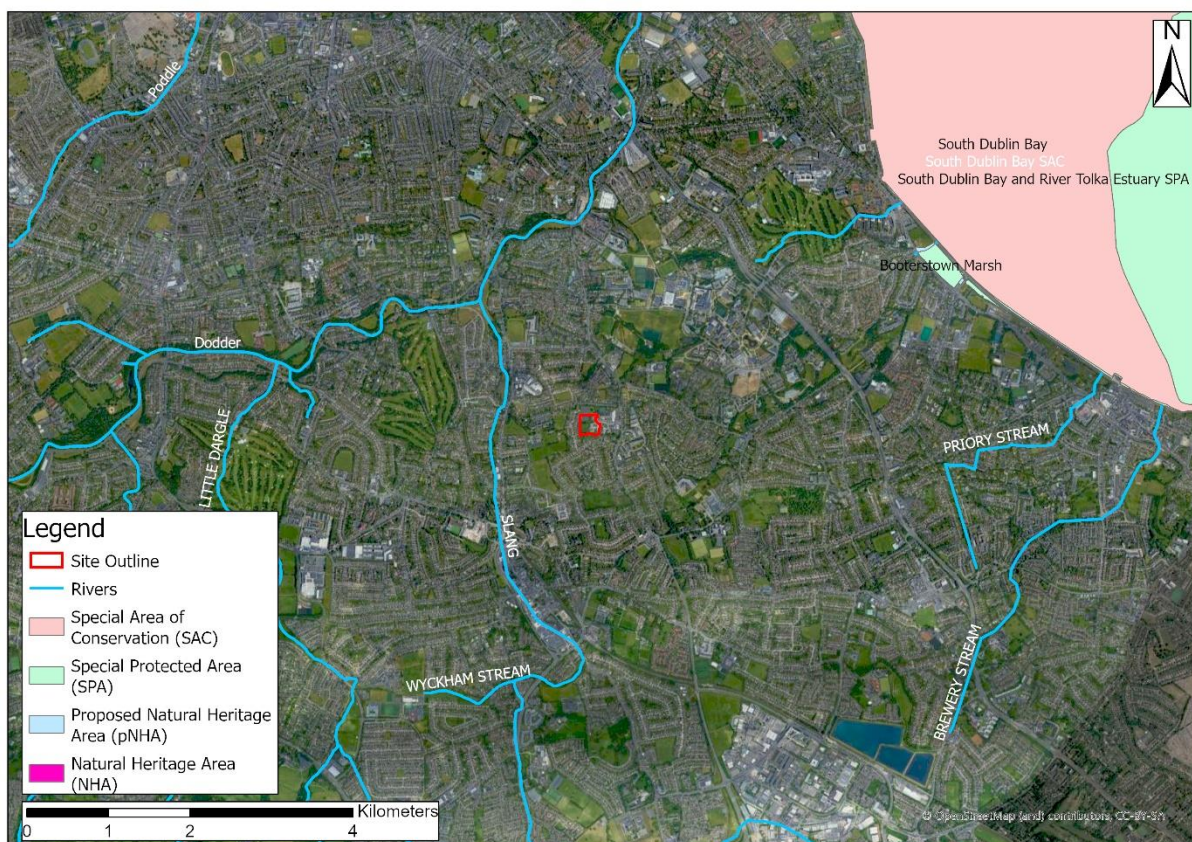 N
Poddle
South Dublin Bay
South Dublin Bay SAC
South Dublin Bay and River Tolka Estuary SPA
Booterstown Marsh
Dodder
LITTLE DARGLE
PRIORY STREAM
SLANG
WYCKHAM STREAM
BREWERY STREAM
Legend
Site Outline
Rivers
Special Area of
Conservation (SAC)
Special Protected Area
(SPA)
Proposed Natural Heritage
Area (pNHA)
Natural Heritage Area
(NHA)
Kilometers
0 1 2 4
© OpenStreetMap (and) contributors, CC-BY-SA